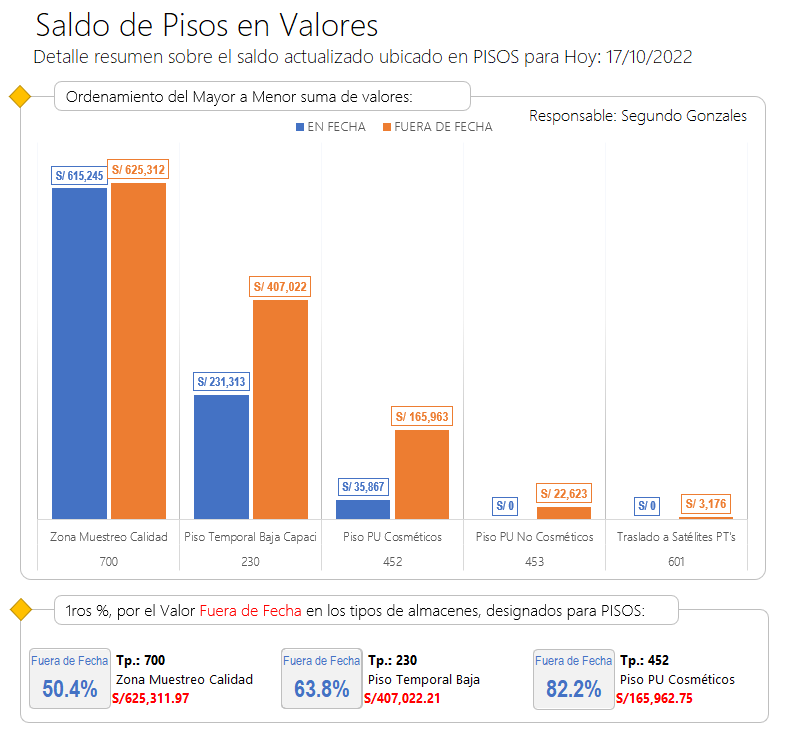 Saldo de Pisos en Valores
Detalle resumen sobre el saldo actualizado ubicado en PISOS para Hoy: 17/10/2022
Ordenamiento del Mayor a Menor suma de valores:
Responsable: Segundo Gonzales
EN FECHA FUERA DE FECHA
S/ 615,245 S/ 625,312
S/ 231,313 S/ 407,022
S/ 35,867 S/ 165,963
S/ 0 S/ 22,623
S/ 0 S/ 3,176
Zona Muestreo Calidad Piso Temporal Baja Capaci Piso PU Cosméticos Piso PU No Cosméticos Traslado a Satélites PT's
700 230 452 453 601
1ros %, por el Valor Fuera de Fecha en los tipos de almacenes, designados para PISOS:
Fuera de Fecha
50.4%
Tp.: 700
Zona Muestreo Calidad
S/625,311.97
Fuera de Fecha
63.8%
Tp.: 230
Piso Temporal Baja
S/407,022.21
Fuera de Fecha
82.2%
Tp.: 452
Piso PU Cosméticos
S/165,962.75